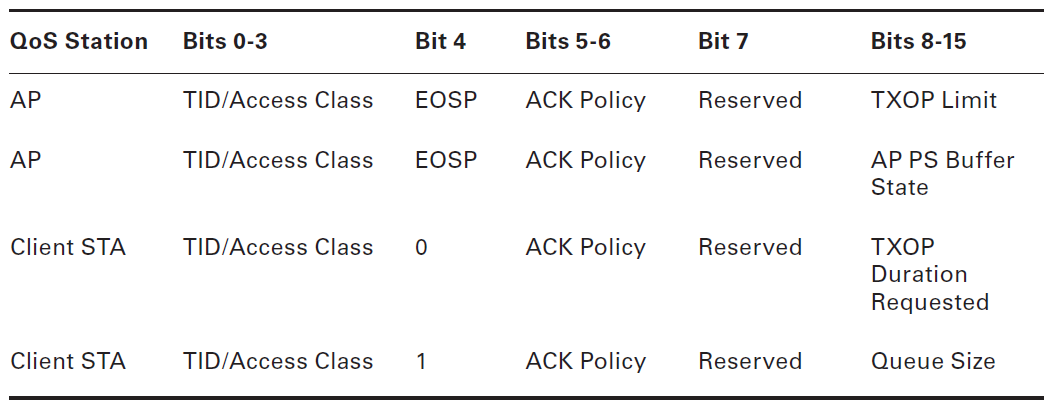 QoS Station Bits 0-3 Bit 4 Bits 5-6 Bit 7 Bits 8-15
AP TID/Access Class EOSP ACK Policy Reserved TXOP Limit
AP TID/Access Class EOSP ACK Policy Reserved AP PS Buffer
State
Client STA TID/Access Class 0 ACK Policy Reserved TXOP
Duration
Requested
Client STA TID/Access Class 1 ACK Policy Reserved Queue Size